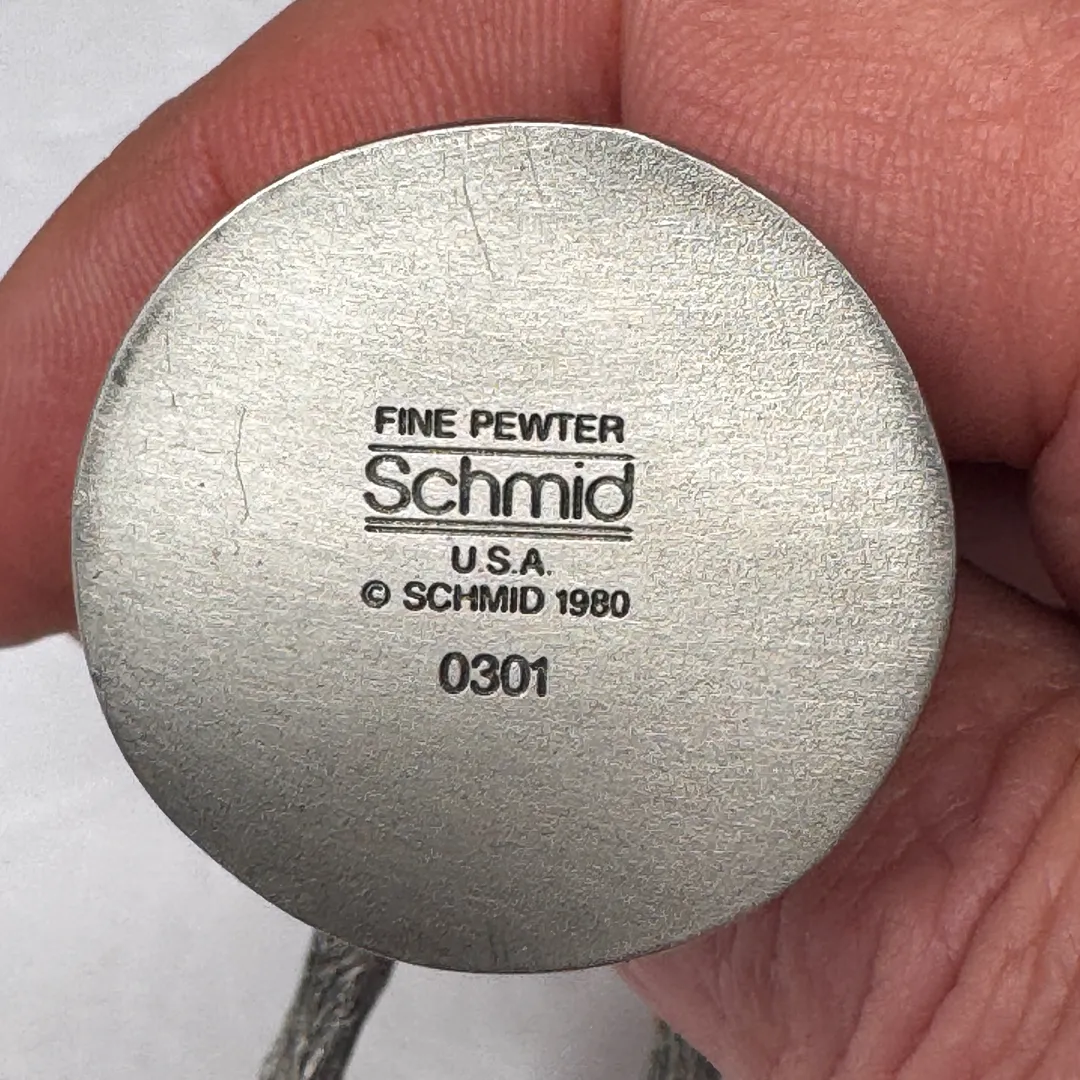 FINE PEWTER
Schmid
U.S.A.
© SCHMID 1980
0301